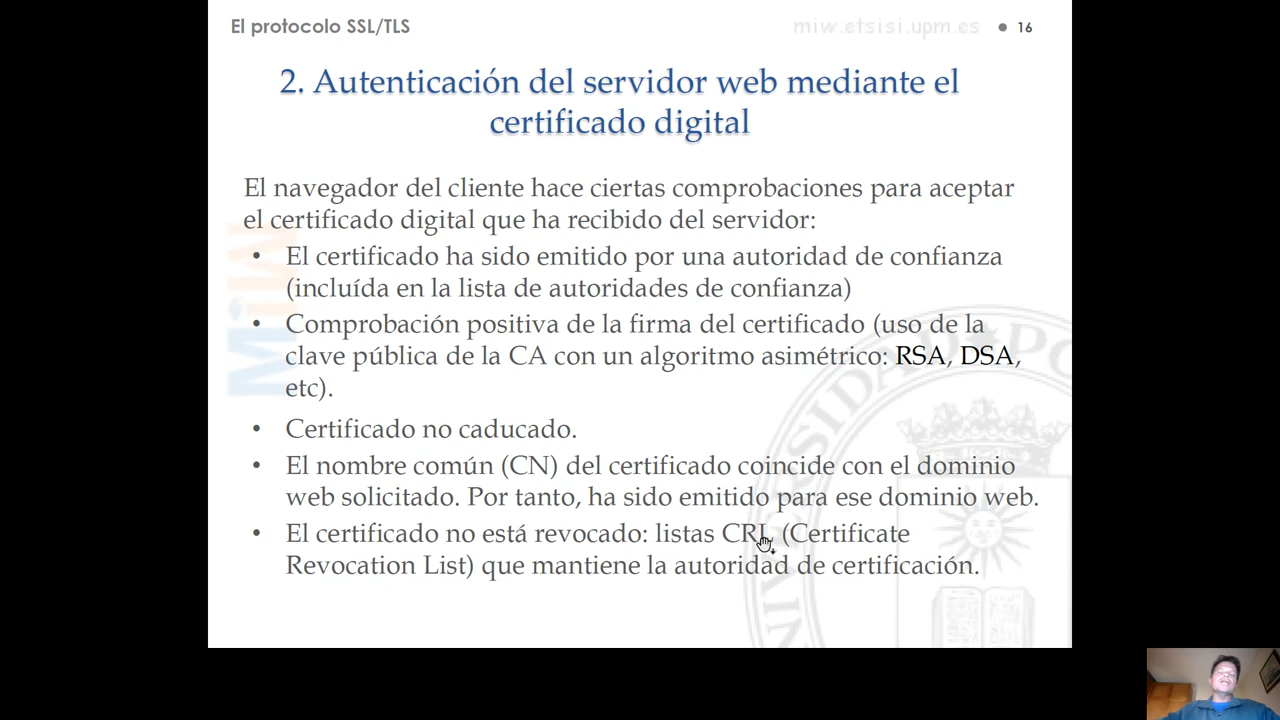 El protocolo SSL/TLS
miw.etsisi.upm.es
16
2. Autenticación del servidor web mediante el
certificado digital
El navegador del cliente hace ciertas comprobaciones para aceptar
el certificado digital que ha recibido del servidor:
• El certificado ha sido emitido por una autoridad de confianza
(incluída en la lista de autoridades de confianza)
• Comprobación positiva de la firma del certificado (uso de la
clave pública de la CA con un algoritmo asimétrico: RSA, DSA,
etc).
• Certificado no caducado.
• El nombre común (CN) del certificado coincide con el dominio
web solicitado. Por tanto, ha sido emitido para ese dominio web.
• El certificado no está revocado: listas CRL (Certificate
Revocation List) que mantiene la autoridad de certificación.
MiW